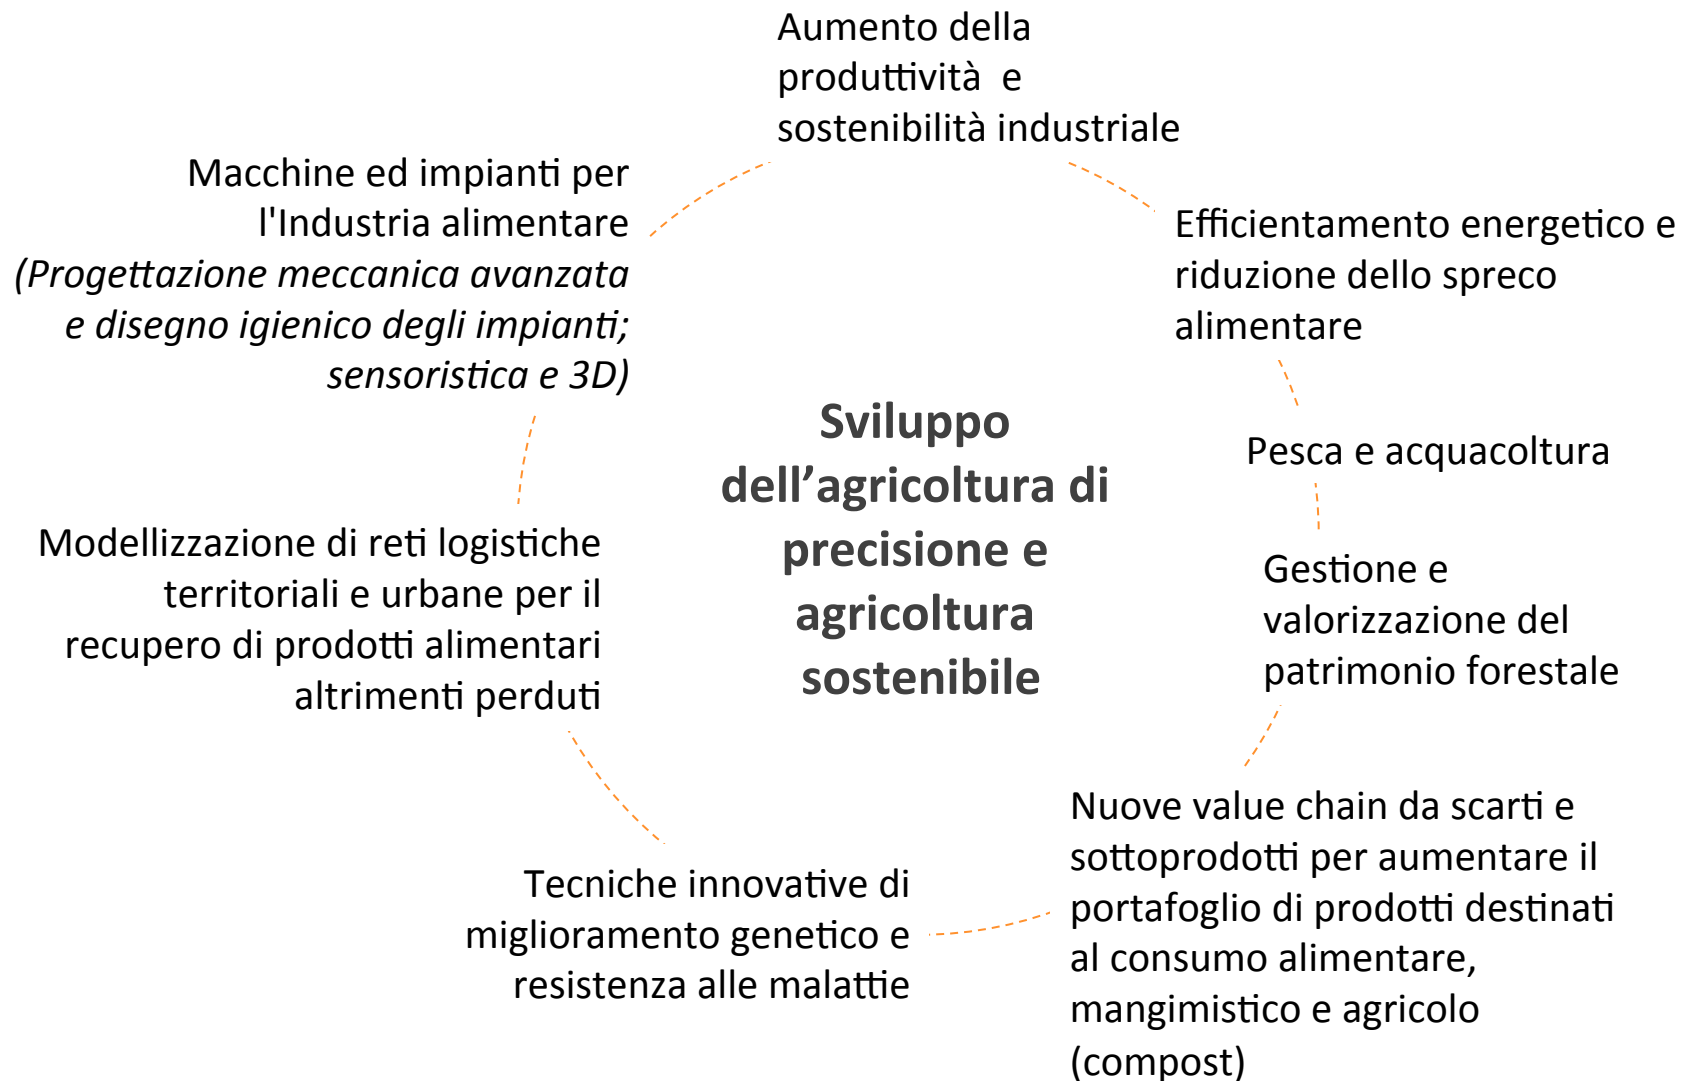 Aumento della
produttività e
sostenibilità industriale
Macchine ed impianti per
l'Industria alimentare
(Progettazione meccanica avanzata
e disegno igienico degli impianti;
sensoristica e 3D)
Efficientamento energetico e
riduzione dello spreco
alimentare
Sviluppo
dell’agricoltura di
precisione e
agricoltura
sostenibile
Pesca e acquacoltura
Modellizzazione di reti logistiche
territoriali e urbane per il
recupero di prodotti alimentari
altrimenti perduti
Gestione e
valorizzazione del
patrimonio forestale
Tecniche innovative di
miglioramento genetico e
resistenza alle malattie
Nuove value chain da scarti e
sottoprodotti per aumentare il
portafoglio di prodotti destinati
al consumo alimentare,
mangimistico e agricolo
(compost)